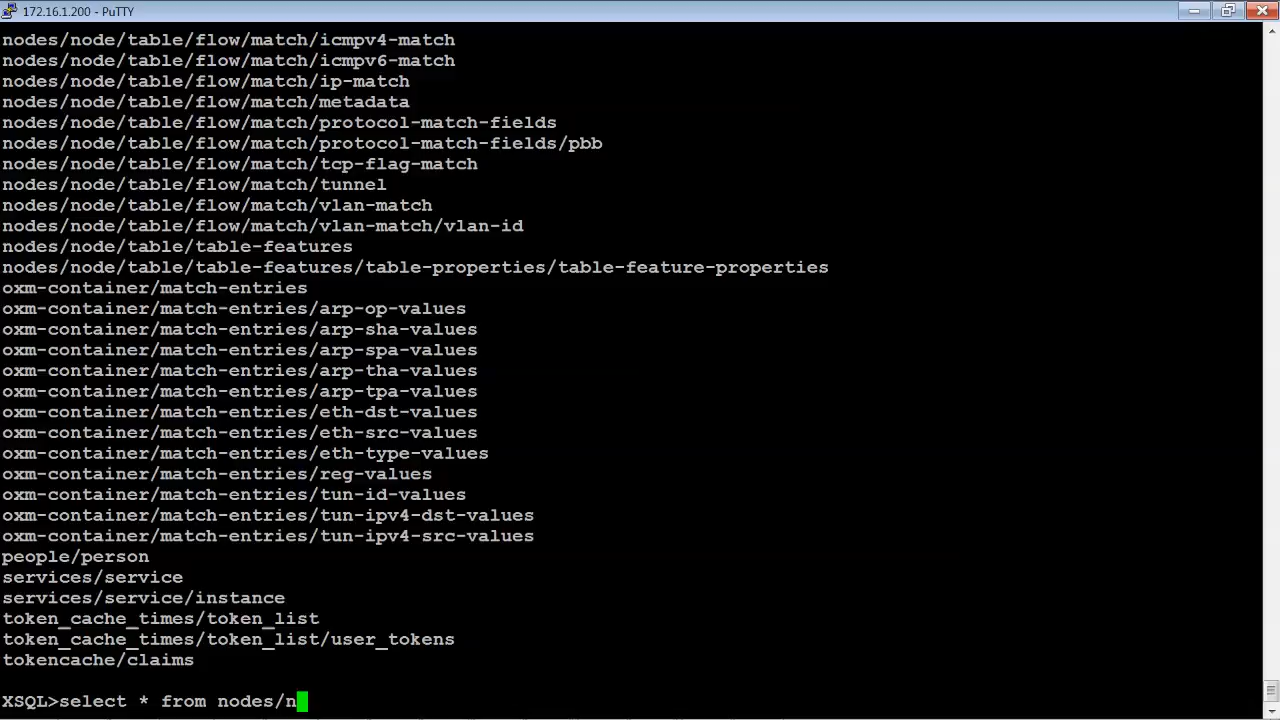 172.16.1.200 - PuTTY
nodes/node/table/flow/match/icmpv4-match
nodes/node/table/flow/match/icmpv6-match
nodes/node/table/flow/match/ip-match
nodes/node/table/flow/match/metadata
nodes/node/table/flow/match/protocol-match-fields
nodes/node/table/flow/match/protocol-match-fields/pbb
nodes/node/table/flow/match/tcp-flag-match
nodes/node/table/flow/match/tunnel
nodes/node/table/flow/match/vlan-match
nodes/node/table/flow/match/vlan-match/vlan-id
nodes/node/table/table-features
nodes/node/table/table-features/table-properties/table-feature-properties
oxm-container/match-entries
oxm-container/match-entries/arp-op-values
oxm-container/match-entries/arp-sha-values
oxm-container/match-entries/arp-spa-values
oxm-container/match-entries/arp-tha-values
oxm-container/match-entries/arp-tpa-values
oxm-container/match-entries/eth-dst-values
oxm-container/match-entries/eth-src-values
oxm-container/match-entries/eth-type-values
oxm-container/match-entries/reg-values
oxm-container/match-entries/tun-id-values
oxm-container/match-entries/tun-ipv4-dst-values
oxm-container/match-entries/tun-ipv4-src-values
people/person
services/service
services/service/instance
token_cache_times/token_list
token_cache_times/token_list/user_tokens
tokencache/claims
XSQL>select * from nodes/n